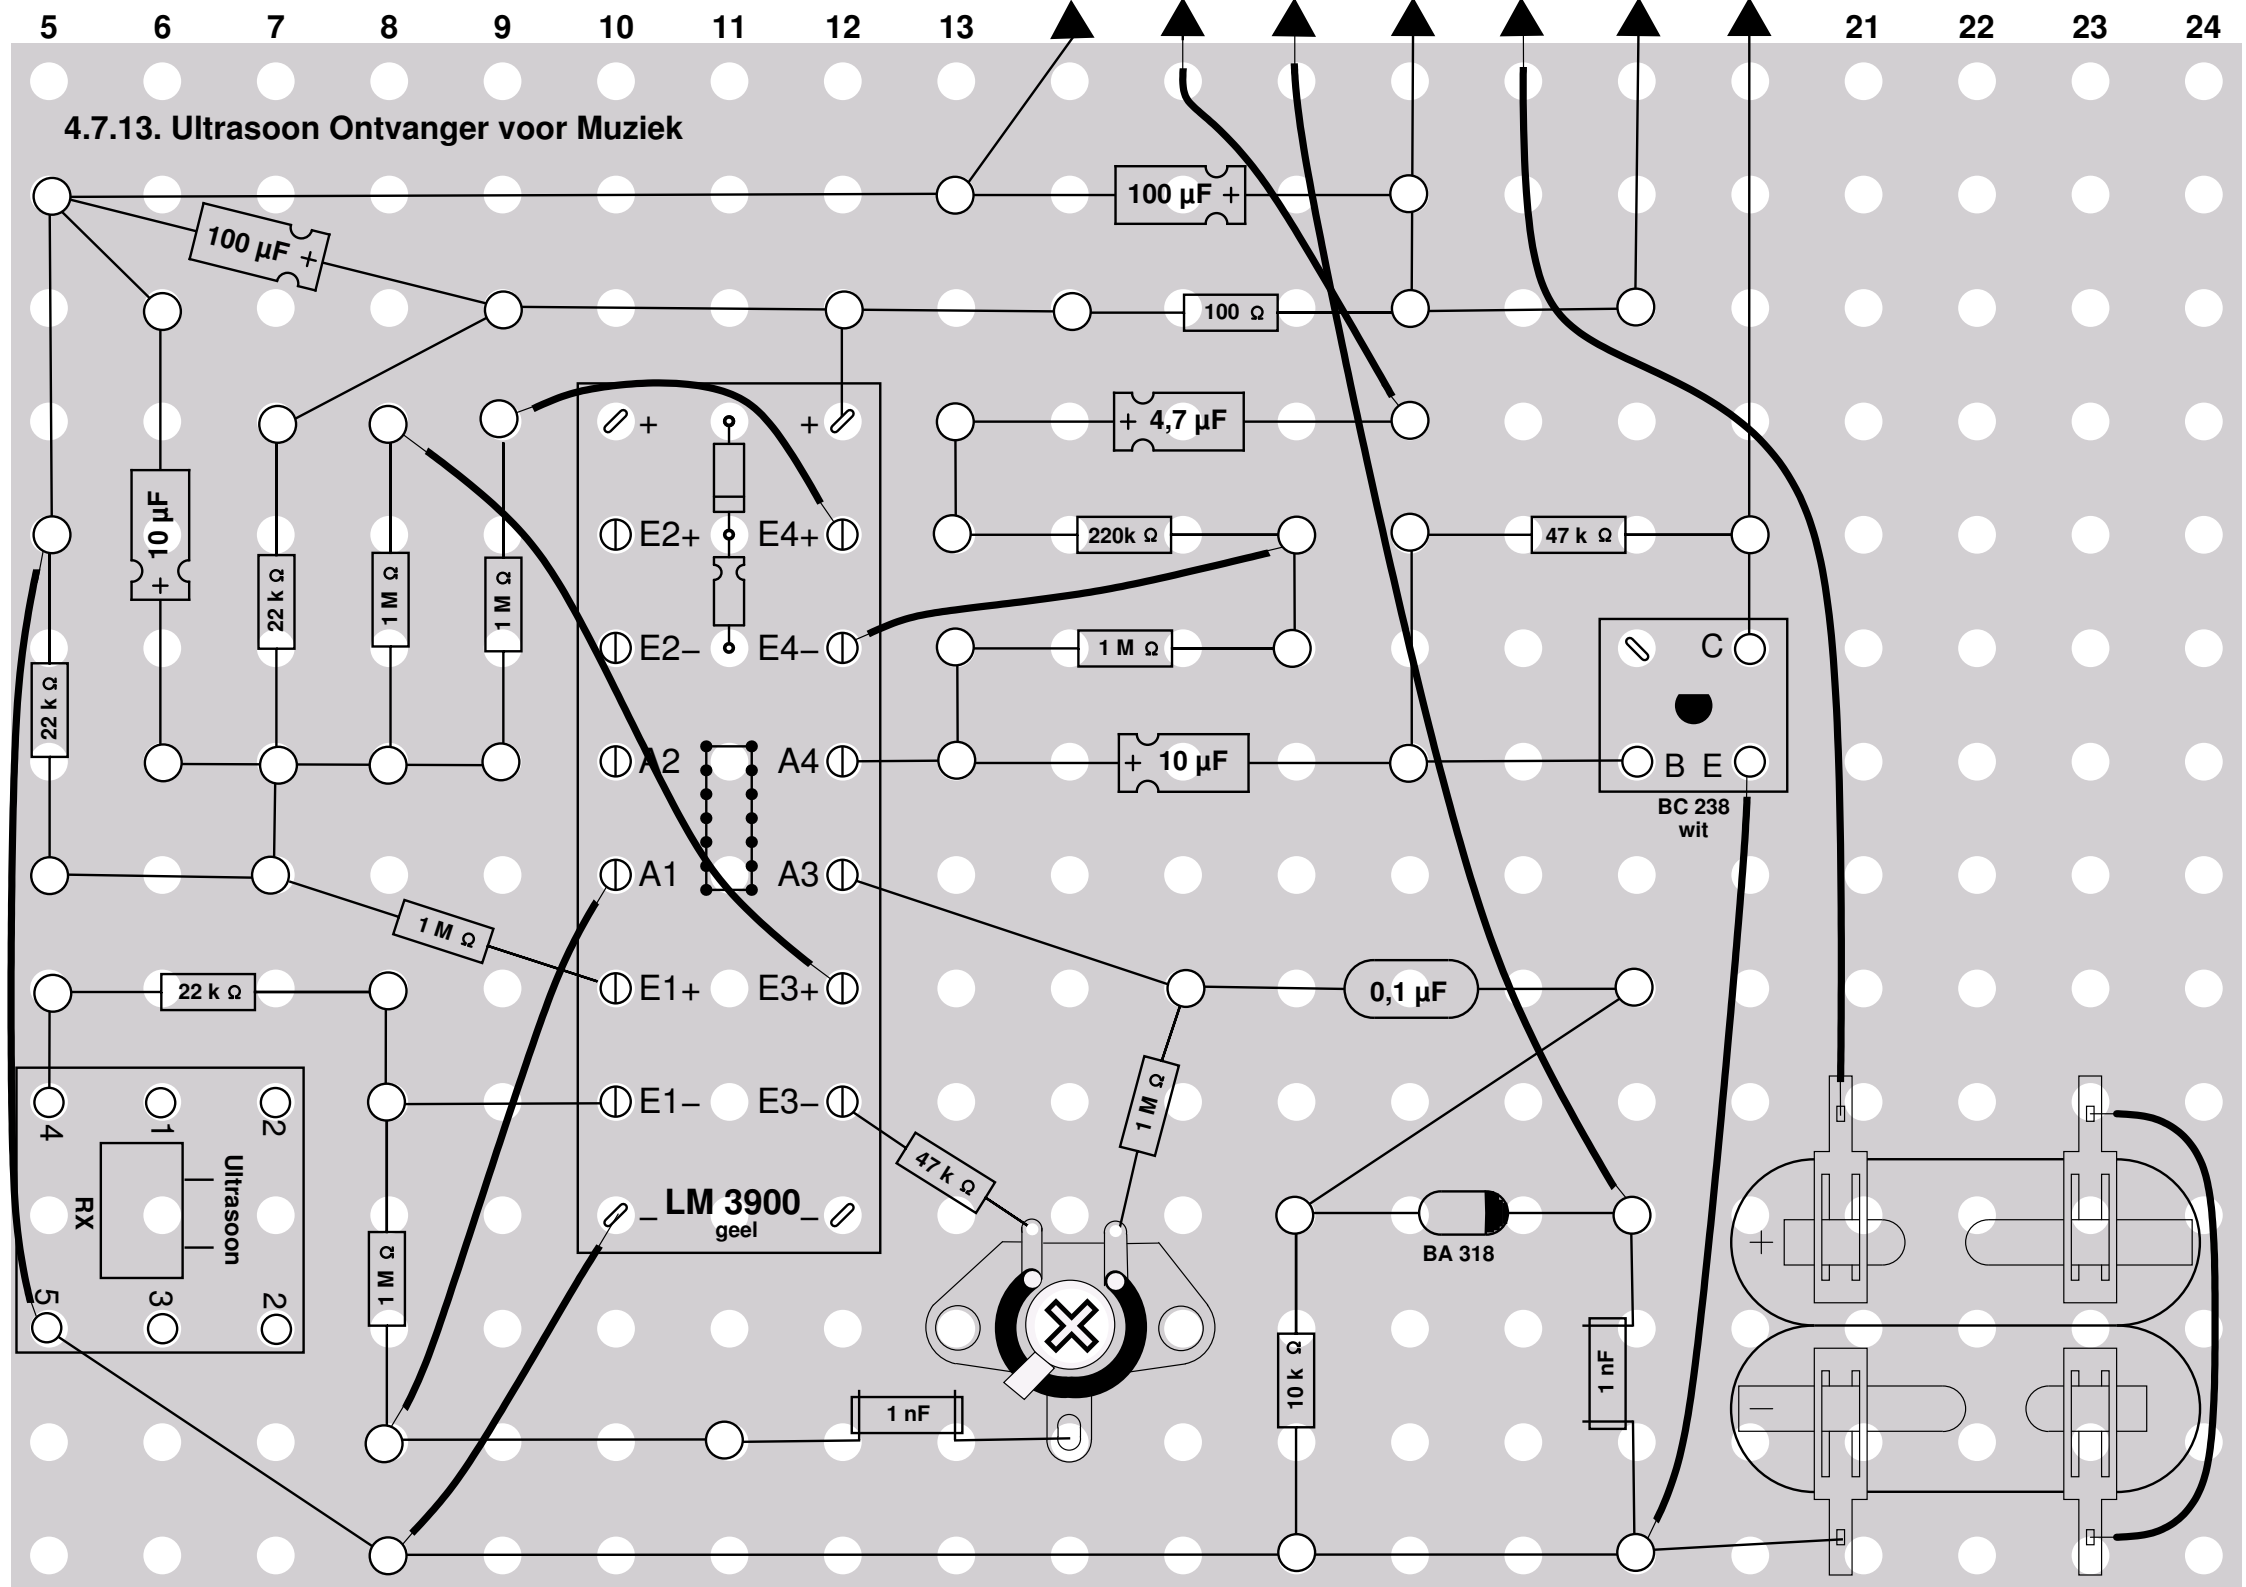 5 6 7 8 9 10 11 12 13 21 22 23 24
4.7.13. Ultrasoon Ontvanger voor Muziek
100 µF +
100 µF +
100 Ω
+ +
+ 4,7 µF
10 µF +
E2+ E4+
220k Ω
47 k Ω
22 k Ω
1 M Ω
1 M Ω
E2– E4–
1 M Ω
C
22 k Ω
A2 A4
+ 10 µF
B E
BC 238
wit
A1 A3
1 M Ω
22 k Ω
E1+ E3+
0,1 µF
1 M Ω
E1– E3–
4 1 2
47 k Ω
Ultrasoon
RX
– LM 3900 –
geel
BA 318
+
1 M Ω
5 3 2
10 k Ω
1 nF
1 nF
–